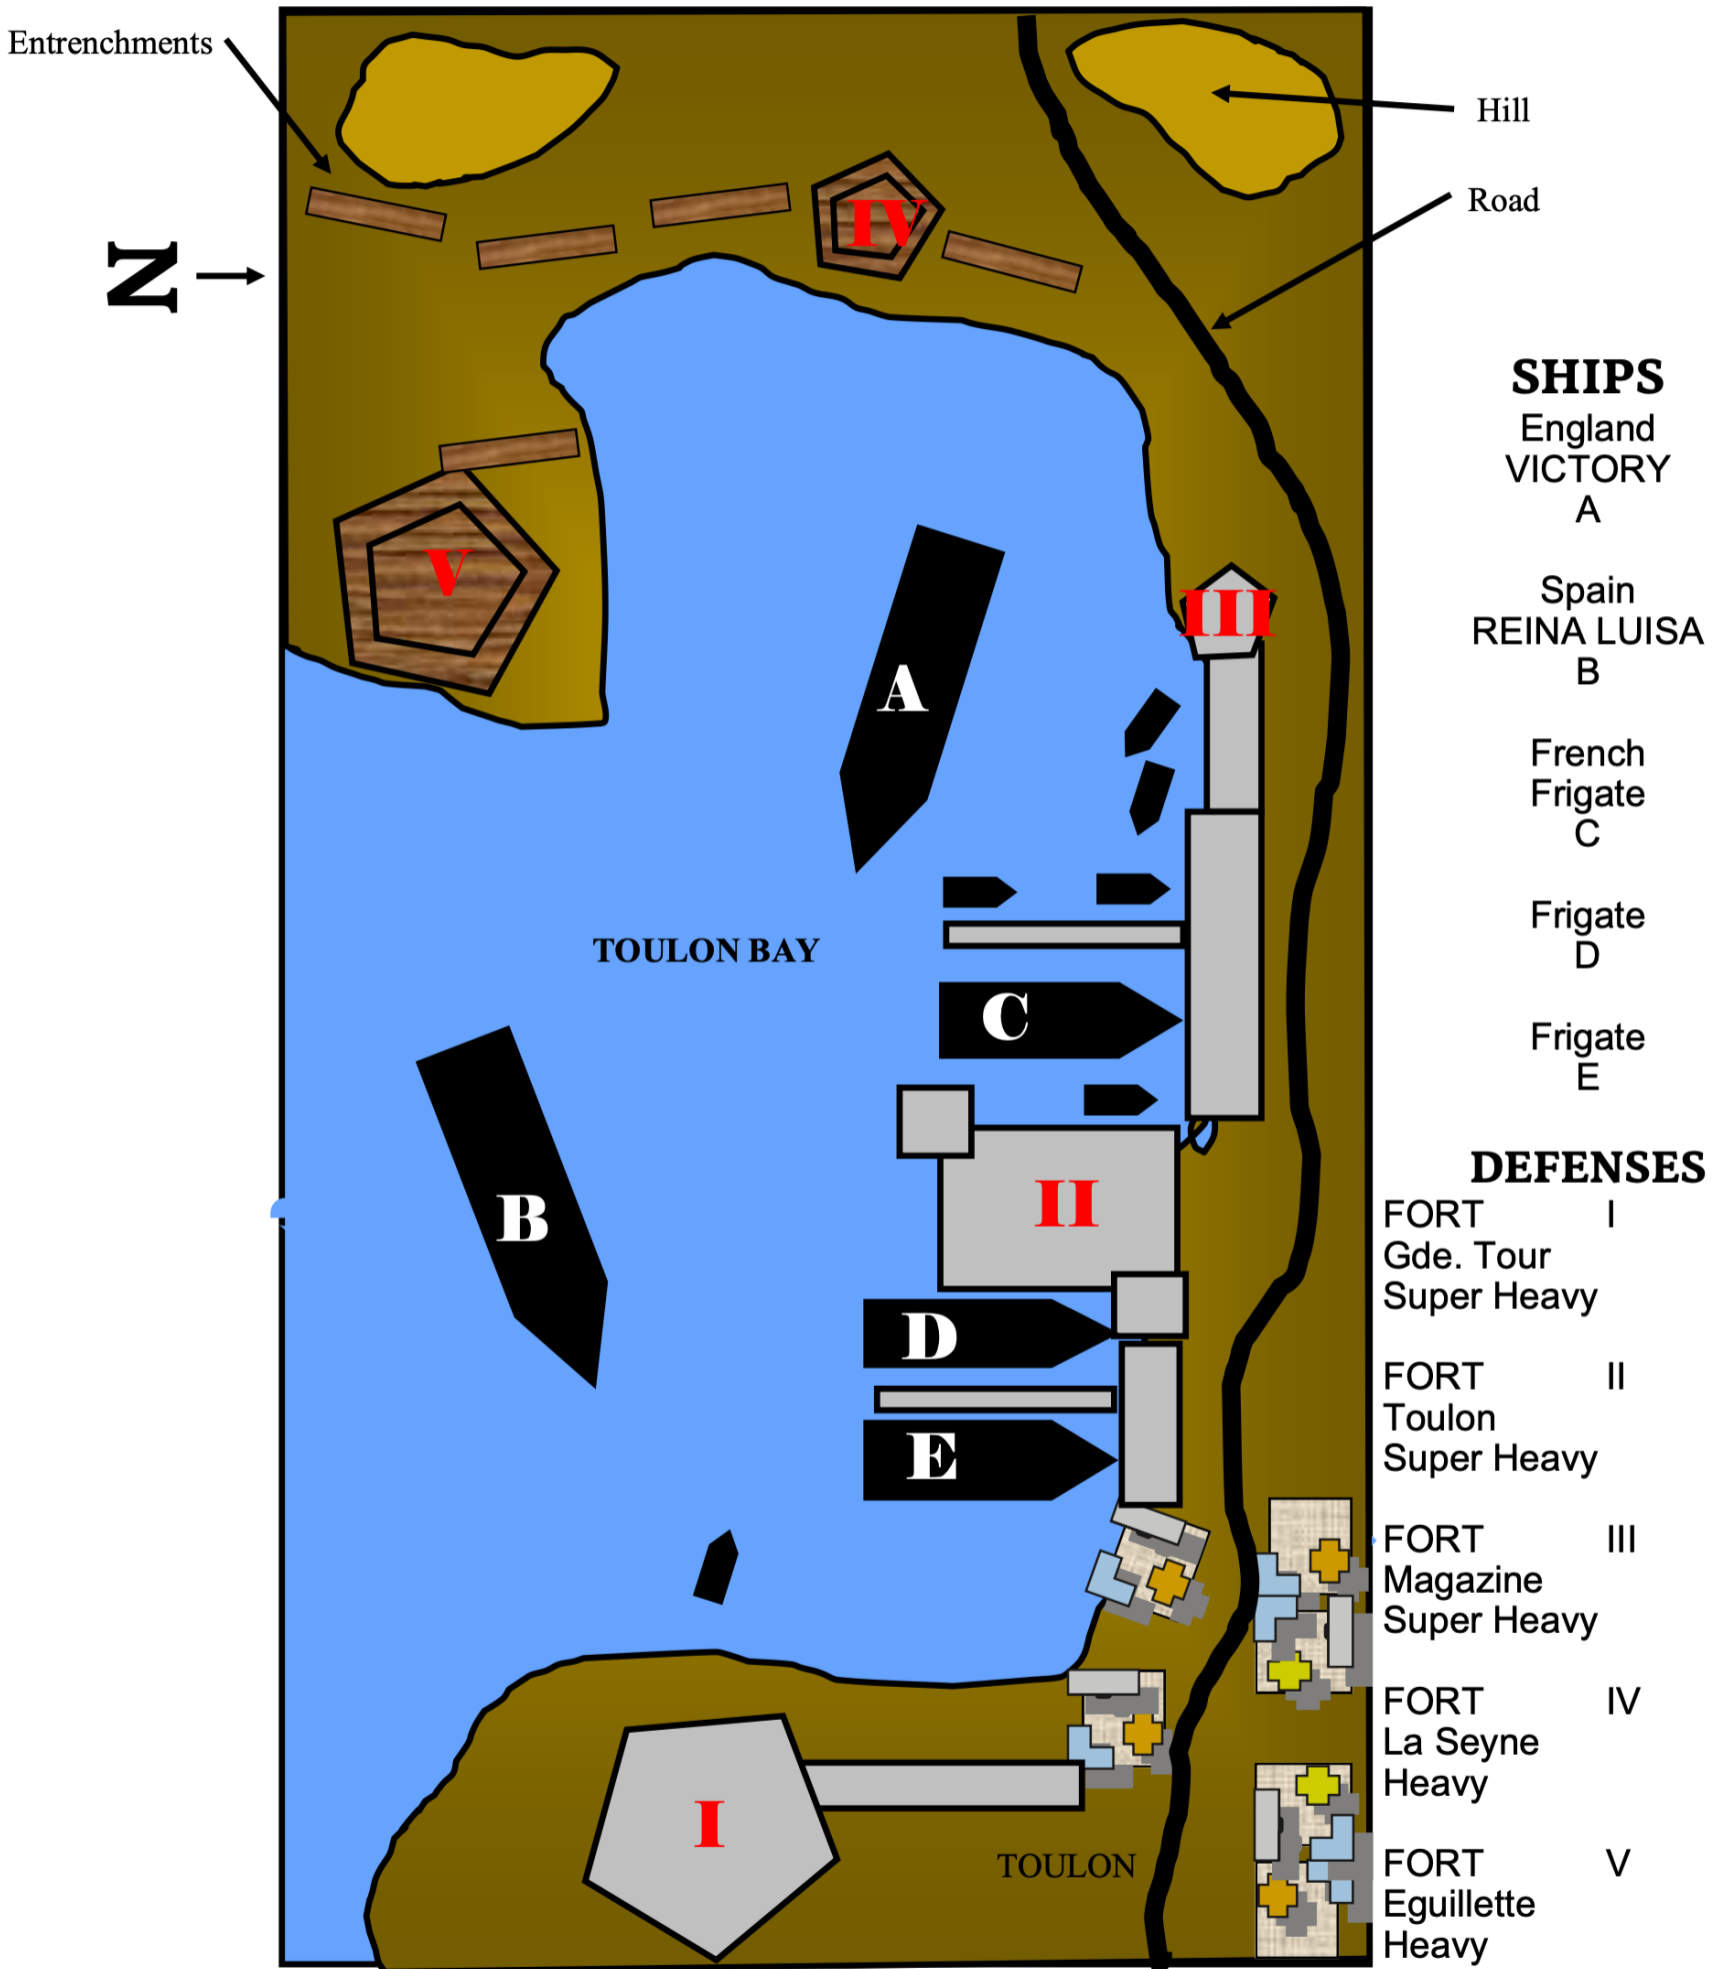 Entrenchments
Hill
Road
N
IV
V
III
A
TOULON BAY
C
B
II
D
E
I
TOULON
SHIPS
England
VICTORY
A
Spain
REINA LUISA
B
French
Frigate
C
Frigate
D
Frigate
E
DEFENSES
FORT I
Gde. Tour
Super Heavy
FORT II
Toulon
Super Heavy
FORT III
Magazine
Super Heavy
FORT IV
La Seyne
Heavy
FORT V
Eguillette
Heavy